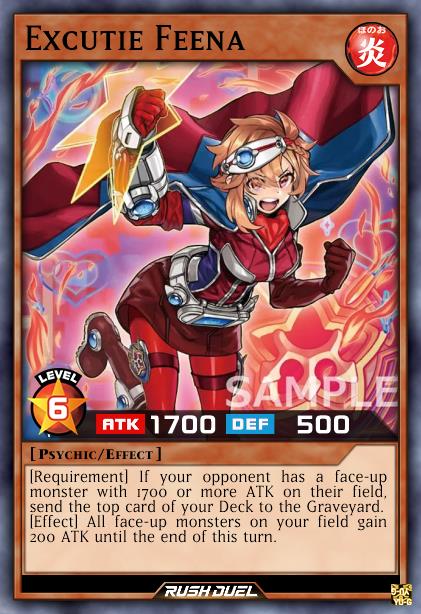 Excutie Feena
ほのお
炎
SAMPLE
LEVEL
6
ATK 1700 DEF 500
[Psychic/Effect]
[Requirement] If your opponent has a face-up
monster with 1700 or more ATK on their field,
send the top card of your Deck to the Graveyard.
[Effect] All face-up monsters on your field gain
200 ATK until the end of this turn.
RUSH DUEL